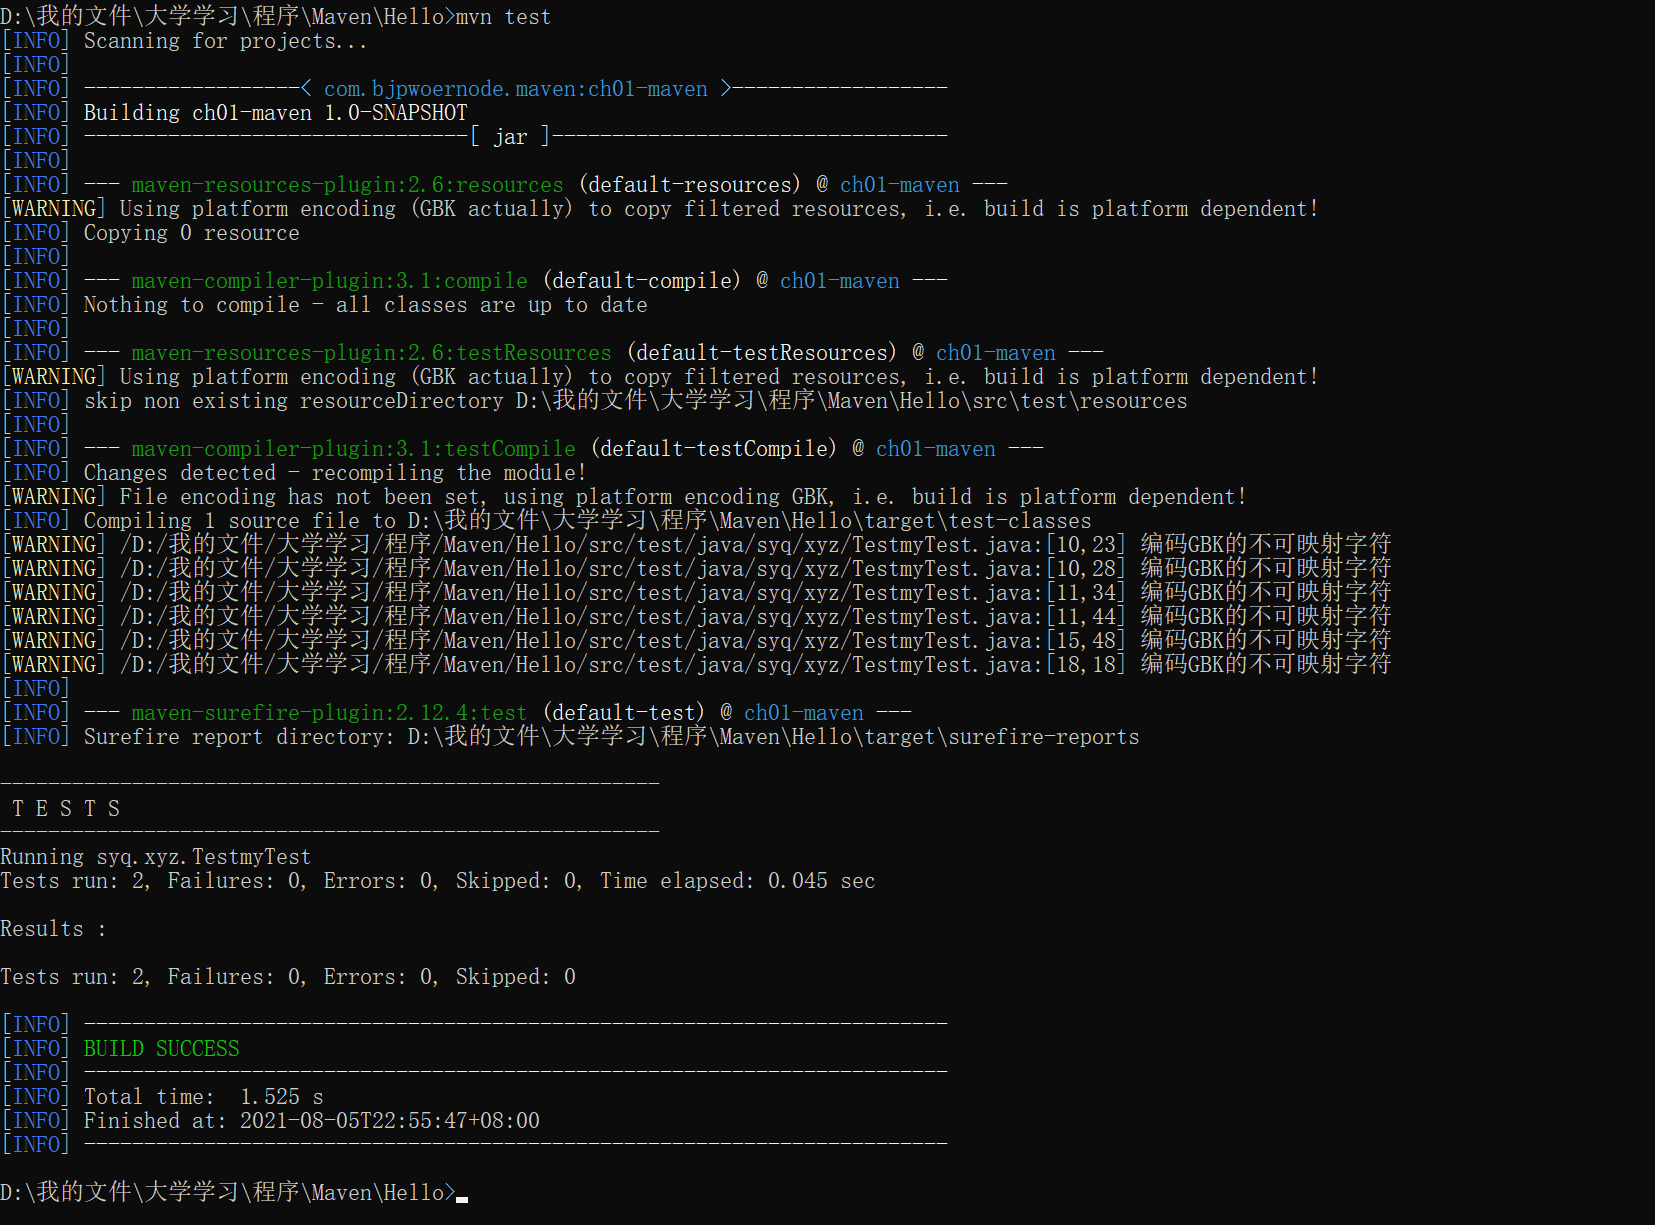 D:\我的文件\大学学习\程序\Maven\Hello>mvn test
[INFO] Scanning for projects...
[INFO]
[INFO] ------------------< com.bjpwoernode.maven:ch01-maven >------------------
[INFO] Building ch01-maven 1.0-SNAPSHOT
[INFO] --------------------------------[ jar ]---------------------------------
[INFO]
[INFO] --- maven-resources-plugin:2.6:resources (default-resources) @ ch01-maven ---
[WARNING] Using platform encoding (GBK actually) to copy filtered resources, i.e. build is platform dependent!
[INFO] Copying 0 resource
[INFO]
[INFO] --- maven-compiler-plugin:3.1:compile (default-compile) @ ch01-maven ---
[INFO] Nothing to compile - all classes are up to date
[INFO]
[INFO] --- maven-resources-plugin:2.6:testResources (default-testResources) @ ch01-maven ---
[WARNING] Using platform encoding (GBK actually) to copy filtered resources, i.e. build is platform dependent!
[INFO] skip non existing resourceDirectory D:\我的文件\大学学习\程序\Maven\Hello\src\test\resources
[INFO]
[INFO] --- maven-compiler-plugin:3.1:testCompile (default-testCompile) @ ch01-maven ---
[INFO] Changes detected - recompiling the module!
[WARNING] File encoding has not been set, using platform encoding GBK, i.e. build is platform dependent!
[INFO] Compiling 1 source file to D:\我的文件\大学学习\程序\Maven\Hello\target\test-classes
[WARNING] /D:/我的文件/大学学习/程序/Maven/Hello/src/test/java/syq/xyz/TestmyTest.java:[10,23] 编码GBK的不可映射字符
[WARNING] /D:/我的文件/大学学习/程序/Maven/Hello/src/test/java/syq/xyz/TestmyTest.java:[10,28] 编码GBK的不可映射字符
[WARNING] /D:/我的文件/大学学习/程序/Maven/Hello/src/test/java/syq/xyz/TestmyTest.java:[11,34] 编码GBK的不可映射字符
[WARNING] /D:/我的文件/大学学习/程序/Maven/Hello/src/test/java/syq/xyz/TestmyTest.java:[11,44] 编码GBK的不可映射字符
[WARNING] /D:/我的文件/大学学习/程序/Maven/Hello/src/test/java/syq/xyz/TestmyTest.java:[15,48] 编码GBK的不可映射字符
[WARNING] /D:/我的文件/大学学习/程序/Maven/Hello/src/test/java/syq/xyz/TestmyTest.java:[18,18] 编码GBK的不可映射字符
[INFO]
[INFO] --- maven-surefire-plugin:2.12.4:test (default-test) @ ch01-maven ---
[INFO] Surefire report directory: D:\我的文件\大学学习\程序\Maven\Hello\target\surefire-reports
-------------------------------------------------------
T E S T S
-------------------------------------------------------
Running syq.xyz.TestmyTest
Tests run: 2, Failures: 0, Errors: 0, Skipped: 0, Time elapsed: 0.045 sec
Results :
Tests run: 2, Failures: 0, Errors: 0, Skipped: 0
[INFO] ------------------------------------------------------------------------
[INFO] BUILD SUCCESS
[INFO] ------------------------------------------------------------------------
[INFO] Total time:  1.525 s
[INFO] Finished at: 2021-08-05T22:55:47+08:00
[INFO] ------------------------------------------------------------------------
D:\我的文件\大学学习\程序\Maven\Hello>